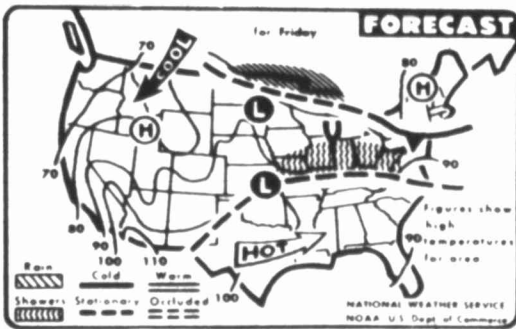 FORECAST
for Friday
70
COOL
80
H
L
H
70
90
L
80
90
100
110
HOT
100
90
Figures show
high
temperatures
for area
Rain
Cold
Warm
Showers
Stationary
Occluded
NATIONAL WEATHER SERVICE
NOAA U S Dept of Commerce